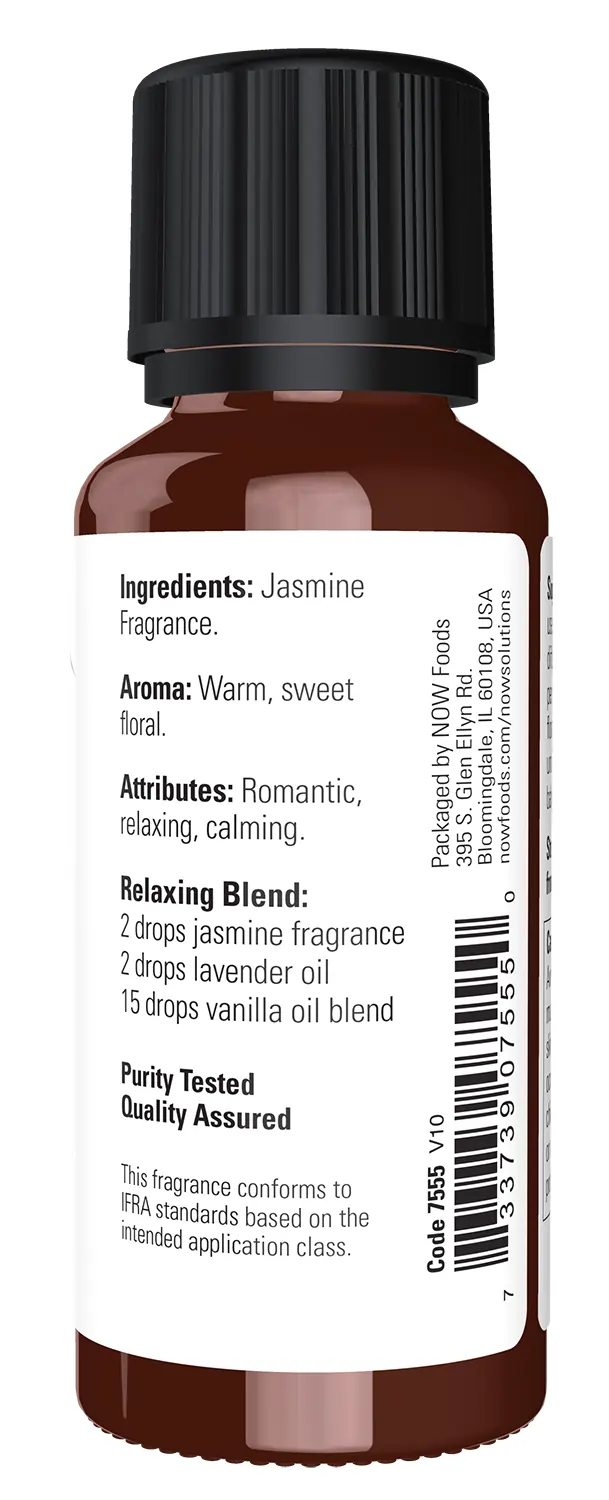 Ingredients: Jasmine
Fragrance.
Aroma: Warm, sweet
floral.
Attributes: Romantic,
relaxing, calming.
Relaxing Blend:
2 drops jasmine fragrance
2 drops lavender oil
15 drops vanilla oil blend
Purity Tested
Quality Assured
This fragrance conforms to
IFRA standards based on the
intended application class.
Packaged by NOW Foods
395 S. Glen Ellyn Rd.
Bloomingdale, IL 60108, USA
nowfoods.com/nowsolutions
Code 7555 V10
7 33739 07555 0